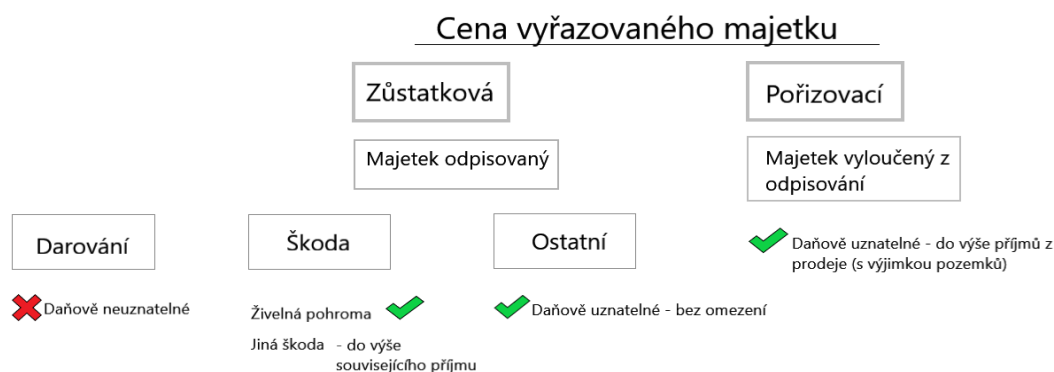 Cena vyřazovaného majetku
Zůstatková
Pořizovací
Majetek odpisovaný
Majetek vyloučený z
odpisování
Darování
Škoda
Ostatní
Daňově uznatelné - do výše příjmů z
prodeje (s výjimkou pozemků)
Daňově neuznatelné
Živelná pohroma
Daňově uznatelné - bez omezení
Jiná škoda - do výše
souvisejícího příjmu